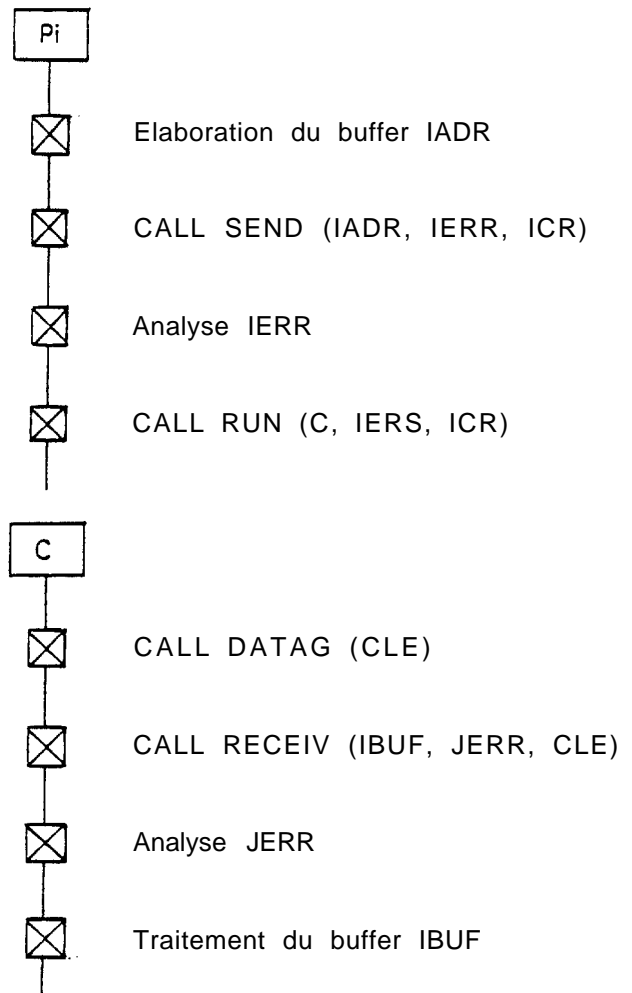 Pi
Elaboration du buffer IADR
CALL SEND (IADR, IERR, ICR)
Analyse IERR
CALL RUN (C, IERS, ICR)
C
CALL DATAG (CLE)
CALL RECEIV (IBUF, JERR, CLE)
Analyse JERR
Traitement du buffer IBUF